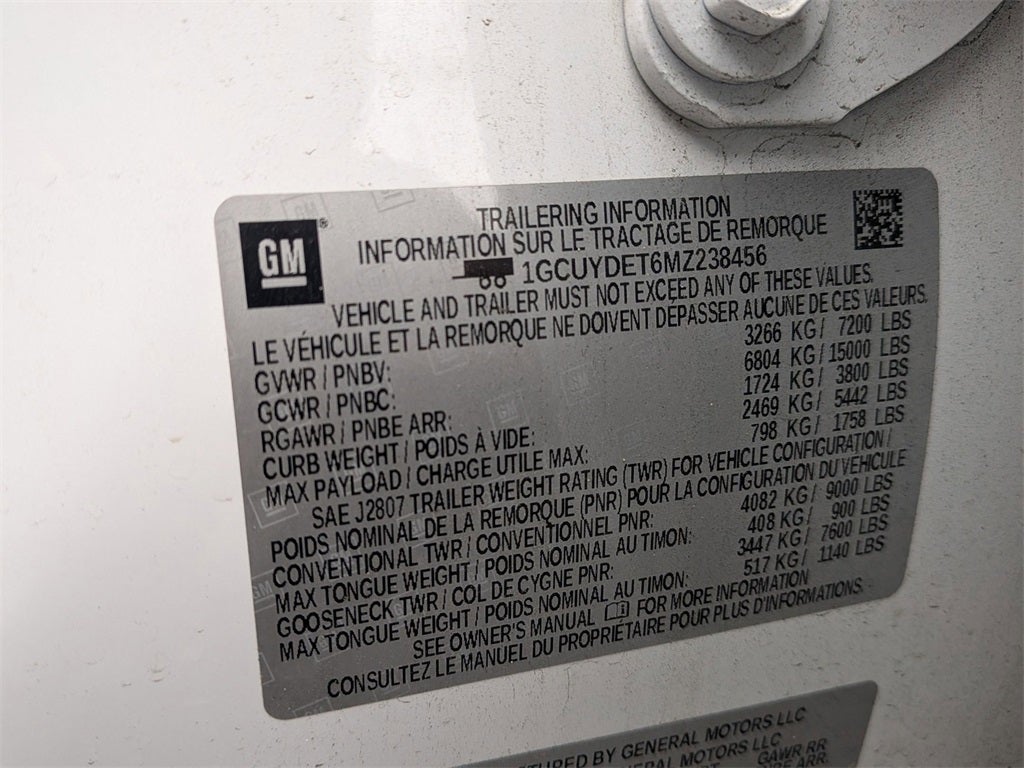 GM ®
TRAILERING INFORMATION
INFORMATION SUR LE TRACTAGE DE REMORQUE
1GCUYDET6MZ238456
VEHICLE AND TRAILER MUST NOT EXCEED ANY OF THESE VALUES.
LE VÉHICULE ET LA REMORQUE NE DOIVENT DÉPASSER AUCUNE DE CES VALEURS.
GVWR / PNBV: 3266 KG/ 7200 LBS
GCWR / PNBC: 6804 KG/15000 LBS
RGAWR / PNBE ARR: 1724 KG/ 3800 LBS
CURB WEIGHT / POIDS À VIDE: 2469 KG/ 5442 LBS
MAX PAYLOAD / CHARGE UTILE MAX: 798 KG/ 1758 LBS
SAE J2807 TRAILER WEIGHT RATING (TWR) FOR VEHICLE CONFIGURATION /
POIDS NOMINAL DE LA REMORQUE (PNR) POUR LA CONFIGURATION DU VÉHICULE
CONVENTIONAL TWR / CONVENTIONNEL PNR: 4082 KG/ 9000 LBS
MAX TONGUE WEIGHT / POIDS NOMINAL AU TIMON: 408 KG/ 900 LBS
GOOSENECK TWR / COL DE CYGNE PNR: 3447 KG/ 7600 LBS
MAX TONGUE WEIGHT / POIDS NOMINAL AU TIMON: 517 KG/ 1140 LBS
SEE OWNER'S MANUAL FOR MORE INFORMATION
CONSULTEZ LE MANUEL DU PROPRIÉTAIRE POUR PLUS D'INFORMATIONS.
BY GENERAL MOTORS LLC
GENERAL MOTORS LLC
GAWR RR
ARR